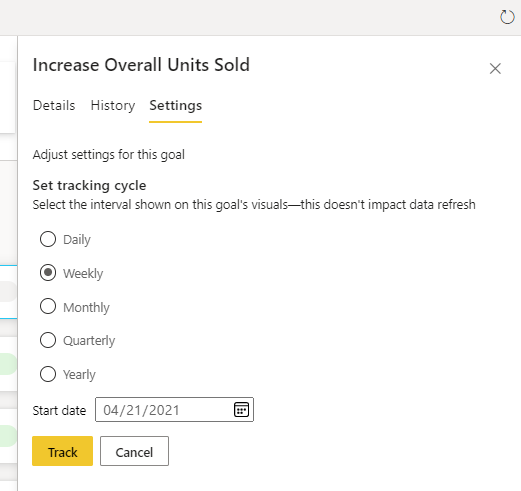 Increase Overall Units Sold
Details History Settings
Adjust settings for this goal
Set tracking cycle
Select the interval shown on this goal's visuals—this doesn't impact data refresh
Daily
Weekly
Monthly
Quarterly
Yearly
Start date 04/21/2021
Track Cancel